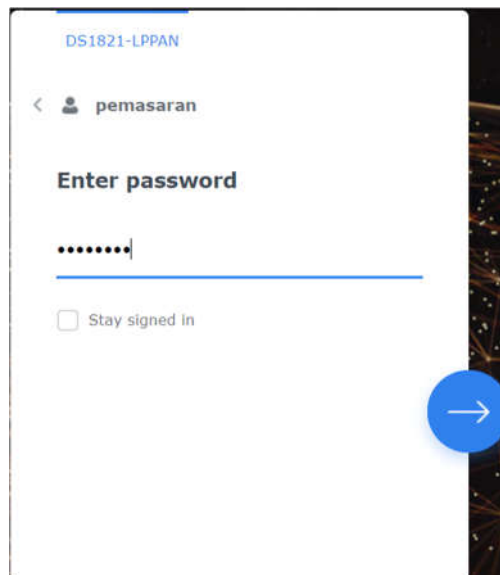 DS1821-LPPAN
pemasaran
Enter password
••••••••
Stay signed in